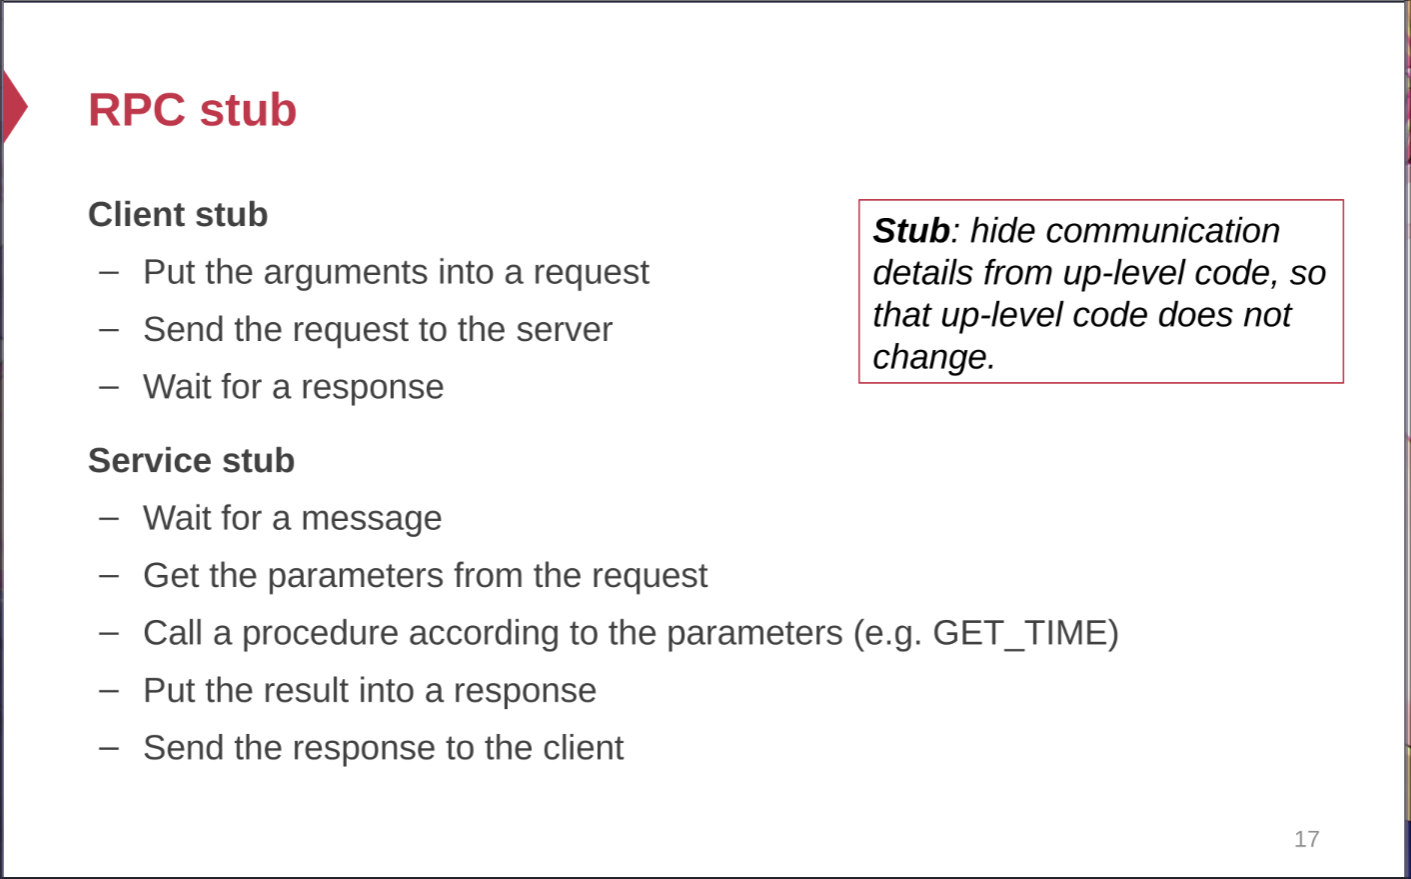 RPC stub
Client stub
– Put the arguments into a request
– Send the request to the server
– Wait for a response
Stub: hide communication
details from up-level code, so
that up-level code does not
change.
Service stub
– Wait for a message
– Get the parameters from the request
– Call a procedure according to the parameters (e.g. GET_TIME)
– Put the result into a response
– Send the response to the client
17